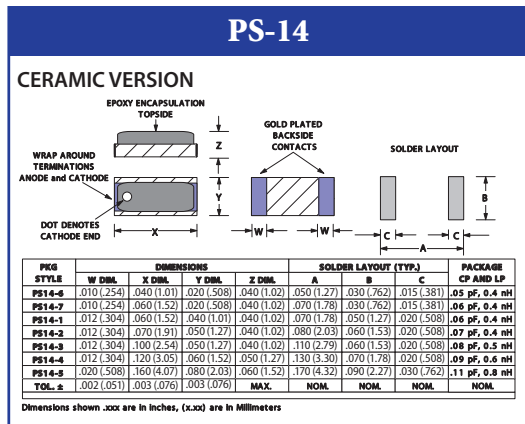 PS-14
CERAMIC VERSION
EPOXY ENCAPSULATION
TOPSIDE
Z
GOLD PLATED
BACKSIDE
CONTACTS
SOLDER LAYOUT
WRAP AROUND
TERMINATIONS
ANODE and CATHODE
Y
B
DOT DENOTES
CATHODE END
X
W
W
C
C
A
PKG STYLE DIMENSIONS SOLDER LAYOUT (TYP.) PACKAGE CP AND LP
W DIM. X DIM. Y DIM. Z DIM. A B C
PS14-6 .010 (.254) .040 (1.01) .020 (.508) .040 (1.02) .050 (1.27) .030 (.762) .015 (.381) .05 pF, 0.4 nH
PS14-7 .010 (.254) .060 (1.52) .020 (.508) .040 (1.02) .070 (1.78) .030 (.762) .015 (.381) .06 pF, 0.4 nH
PS14-1 .012 (.304) .060 (1.52) .040 (1.01) .040 (1.02) .070 (1.78) .050 (1.27) .020 (.508) .06 pF, 0.4 nH
PS14-2 .012 (.304) .070 (1.91) .050 (1.27) .040 (1.02) .080 (2.03) .060 (1.53) .020 (.508) .07 pF, 0.4 nH
PS14-3 .012 (.304) .100 (2.54) .050 (1.27) .040 (1.02) .110 (2.79) .060 (1.53) .020 (.508) .08 pF, 0.5 nH
PS14-4 .012 (.304) .120 (3.05) .060 (1.52) .050 (1.27) .130 (3.30) .070 (1.78) .020 (.508) .09 pF, 0.6 nH
PS14-5 .020 (.508) .160 (4.07) .080 (2.03) .060 (1.52) .170 (4.32) .090 (2.27) .030 (.762) .11 pF, 0.8 nH
TOL. ± .002 (.051) .003 (.076) .003 (.076) MAX. NOM. NOM. NOM. NOM.
Dimensions shown .xxx are in inches, (x.xx) are in Millimeters